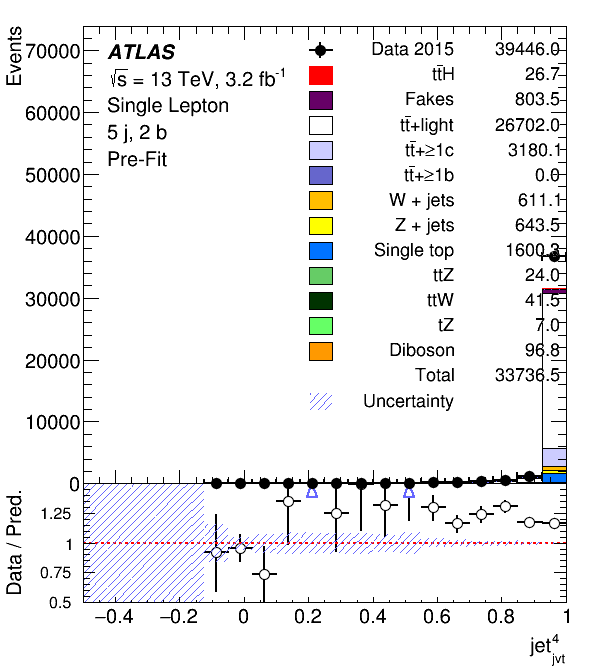 Events
70000
60000
50000
40000
30000
20000
10000
0
ATLAS
√s = 13 TeV, 3.2 fb-1
Single Lepton
5 j, 2 b
Pre-Fit
Data 2015 39446.0
tt̄H 26.7
Fakes 803.5
tt̄+light 26702.0
tt̄+≥1c 3180.1
tt̄+≥1b 0.0
W + jets 611.1
Z + jets 643.5
Single top 1600.3
ttZ 24.0
ttW 41.5
tZ 7.0
Diboson 96.8
Total 33736.5
Uncertainty
Data / Pred.
1.25
1
0.75
0.5
−0.4 −0.2 0 0.2 0.4 0.6 0.8 1
jet4jvt